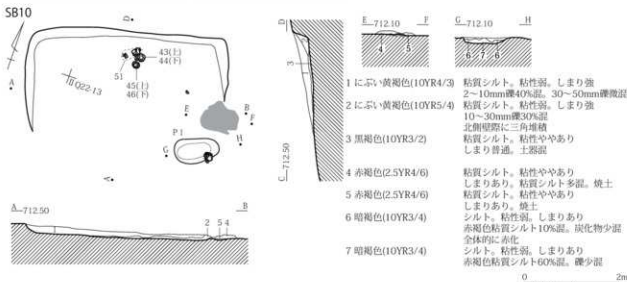 SB10
D
E 712.10 F
G 712.10 H
4 5
6 7 6
43(上)
44(下)
51
45(上)
46(下)
Q22-13
A
E
B
F
P1
G
H
A
D
3
C 712.50
A 712.50 B
2 5 4
1 にぶい黄褐色(10YR4/3) 粘質シルト。粘性弱。しまり強
2〜10mm礫40%混。30〜50mm礫微混
2 にぶい黄褐色(10YR5/4) 粘質シルト。粘性弱。しまり強
10〜30mm礫30%混
北側壁際に三角堆積
3 黒褐色(10YR3/2) 粘質シルト。粘性ややあり
しまり普通。土器混
4 赤褐色(2.5YR4/6) 粘質シルト。粘性ややあり
しまりあり。粘質シルト多混。焼土
5 赤褐色(2.5YR4/6) 粘質シルト。粘性ややあり
しまりあり。焼土
6 暗褐色(10YR3/4) シルト。粘性弱。しまりあり
赤褐色粘質シルト10%混。炭化物少混
全体的に赤化
7 暗褐色(10YR3/4) シルト。粘性弱。しまりあり
赤褐色粘質シルト60%混。礫少混
0 2m